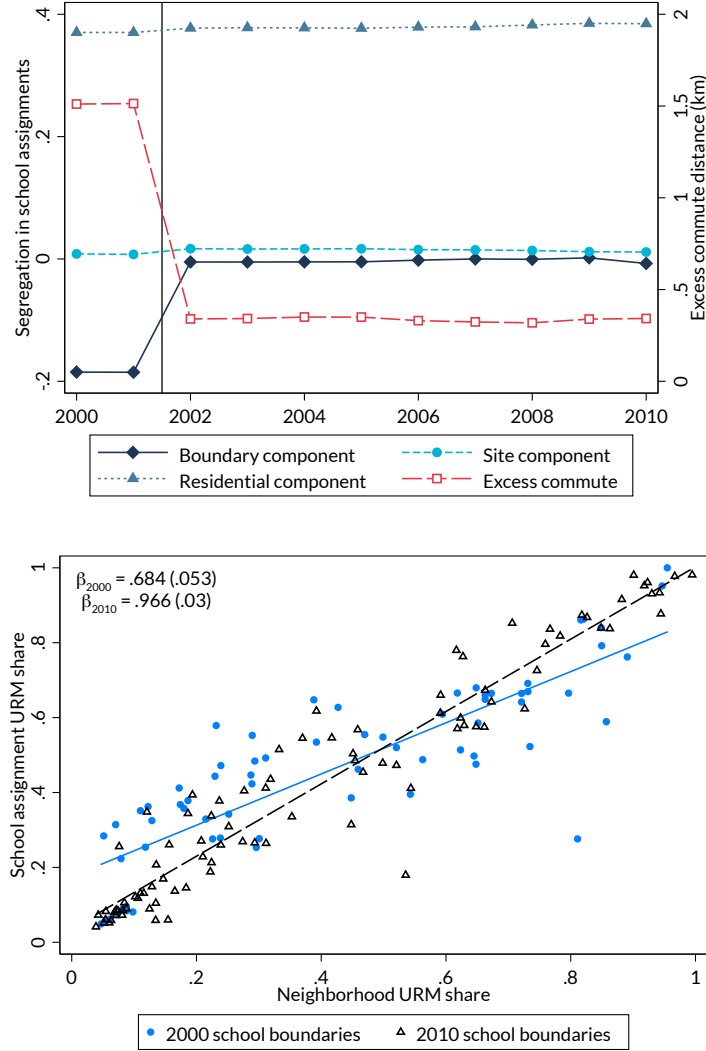 Segregation in school assignments
.4
.2
0
-.2
2
1.5
1
.5
0
Excess commute distance (km)
2000 2002 2004 2006 2008 2010
Boundary component Site component
Residential component Excess commute
β2000 = .684 (.053)
β2010 = .966 (.03)
School assignment URM share
1
.8
.6
.4
.2
0
0 .2 .4 .6 .8 1
Neighborhood URM share
2000 school boundaries 2010 school boundaries